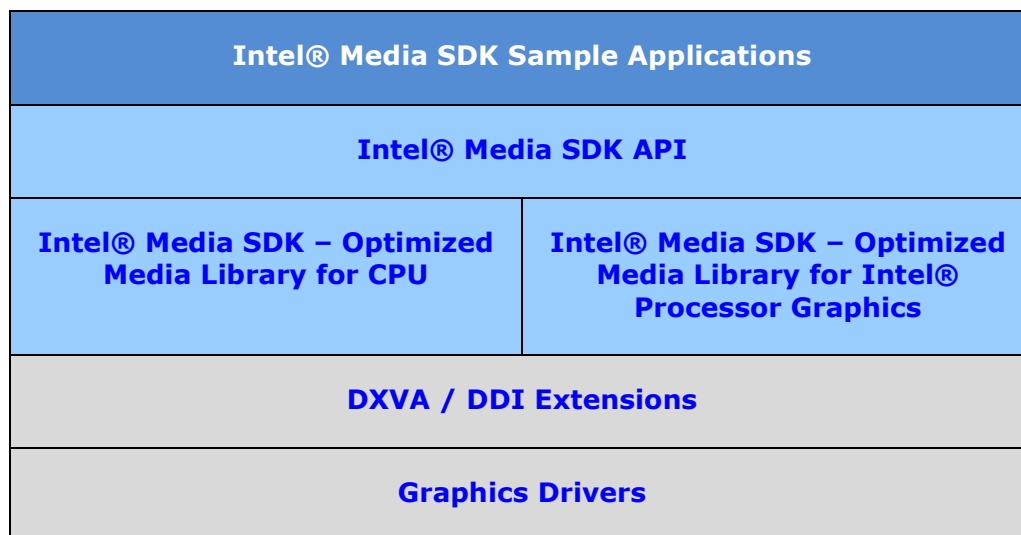 Intel® Media SDK Sample Applications
Intel® Media SDK API
Intel® Media SDK – Optimized
Media Library for CPU
Intel® Media SDK – Optimized
Media Library for Intel®
Processor Graphics
DXVA / DDI Extensions
Graphics Drivers